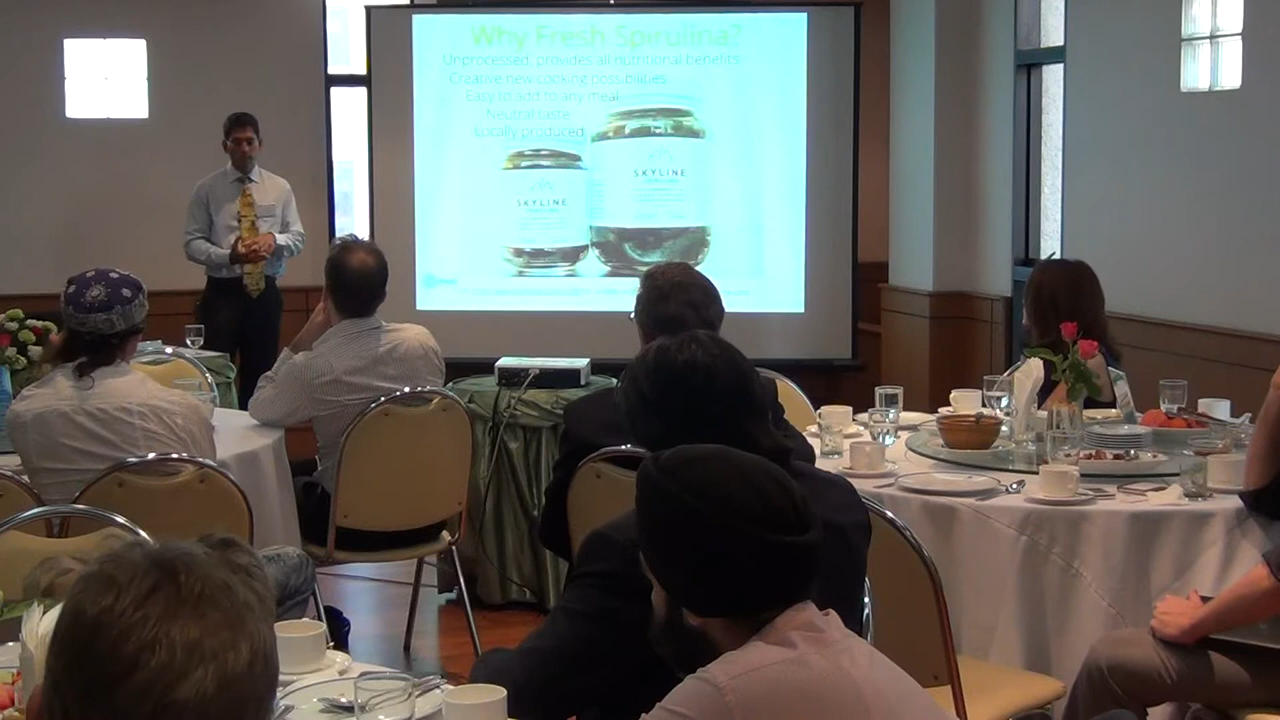 Why Fresh Spirulina?
Unprocessed, provides all nutritional benefits
Creative new cooking possibilities
Easy to add to any meal
Neutral taste
Locally produced
SKYLINE
SKYLINE